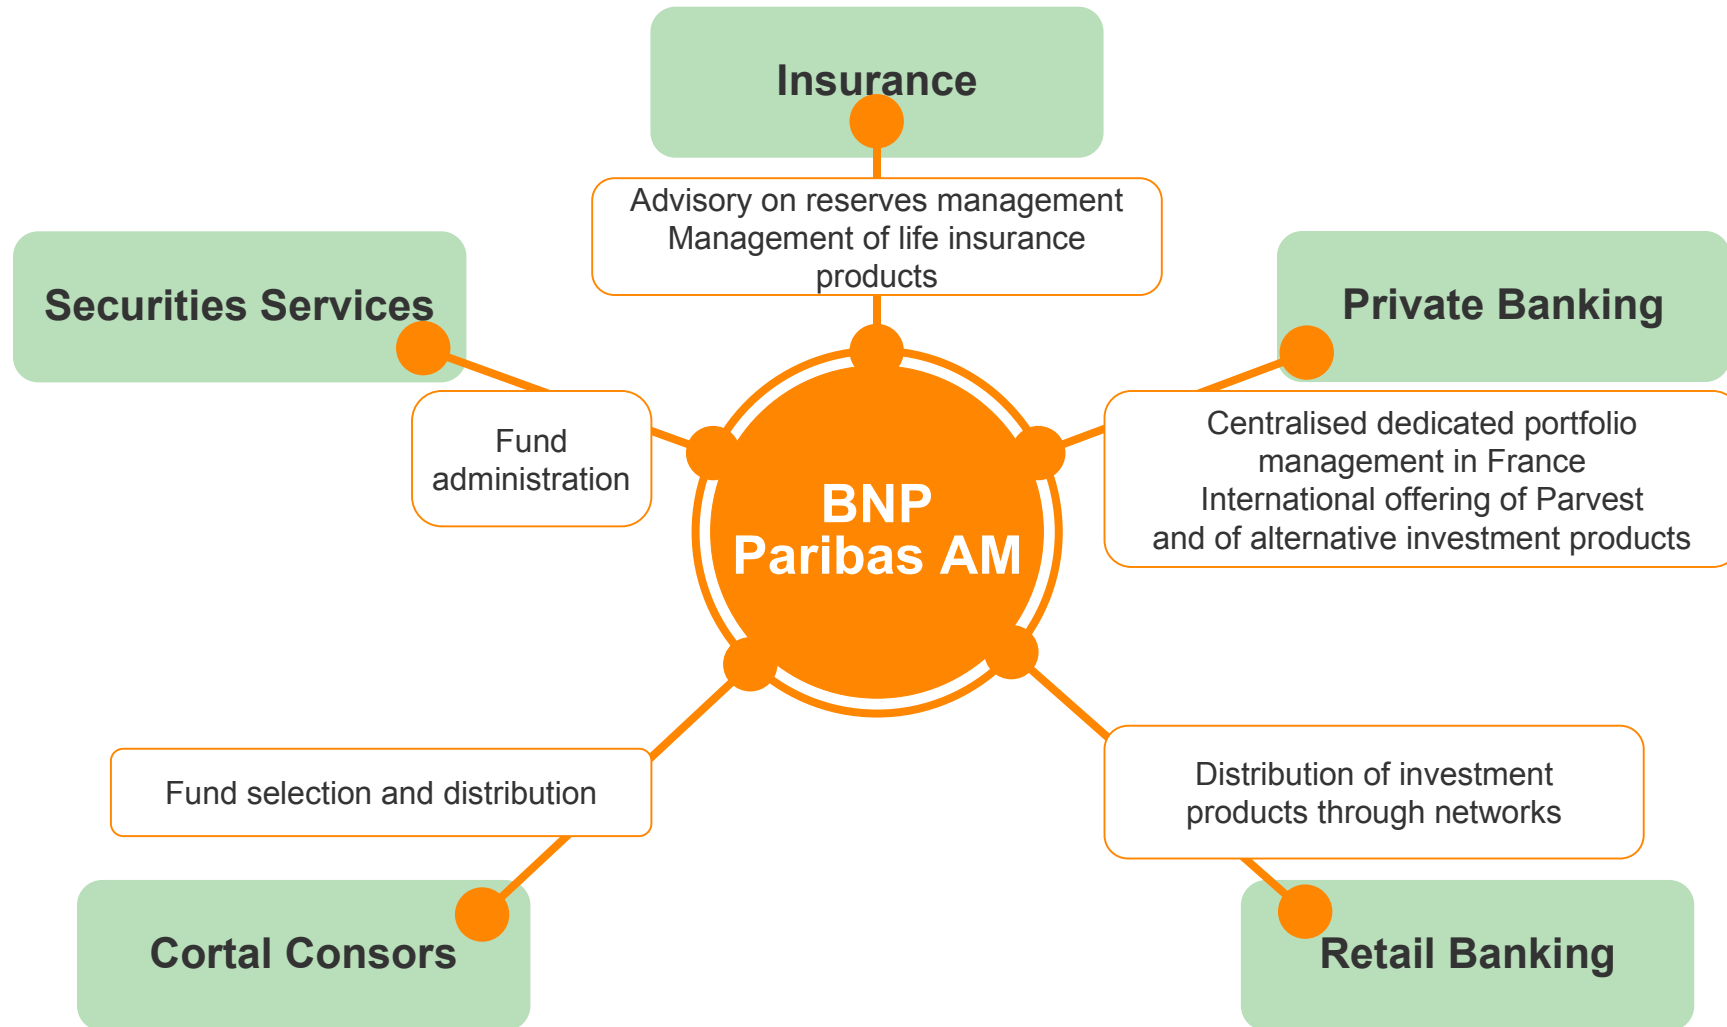 Insurance
Advisory on reserves management
Management of life insurance
products
Securities Services
Private Banking
Fund
administration
Centralised dedicated portfolio
management in France
International offering of Parvest
and of alternative investment products
BNP
Paribas AM
Fund selection and distribution
Distribution of investment
products through networks
Cortal Consors
Retail Banking